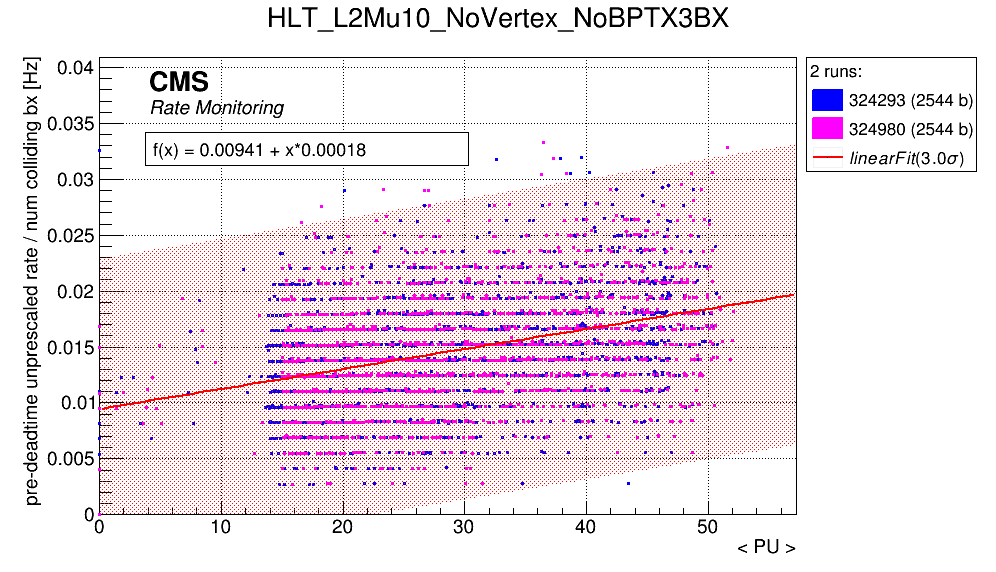 HLT_L2Mu10_NoVertex_NoBPTX3BX
pre-deadtime unprescaled rate / num colliding bx [Hz]
0.04
0.035
0.03
0.025
0.02
0.015
0.01
0.005
0
CMS
Rate Monitoring
f(x) = 0.00941 + x*0.00018
0 10 20 30 40 50
< PU >
2 runs:
324293 (2544 b)
324980 (2544 b)
linearFit(3.0σ)